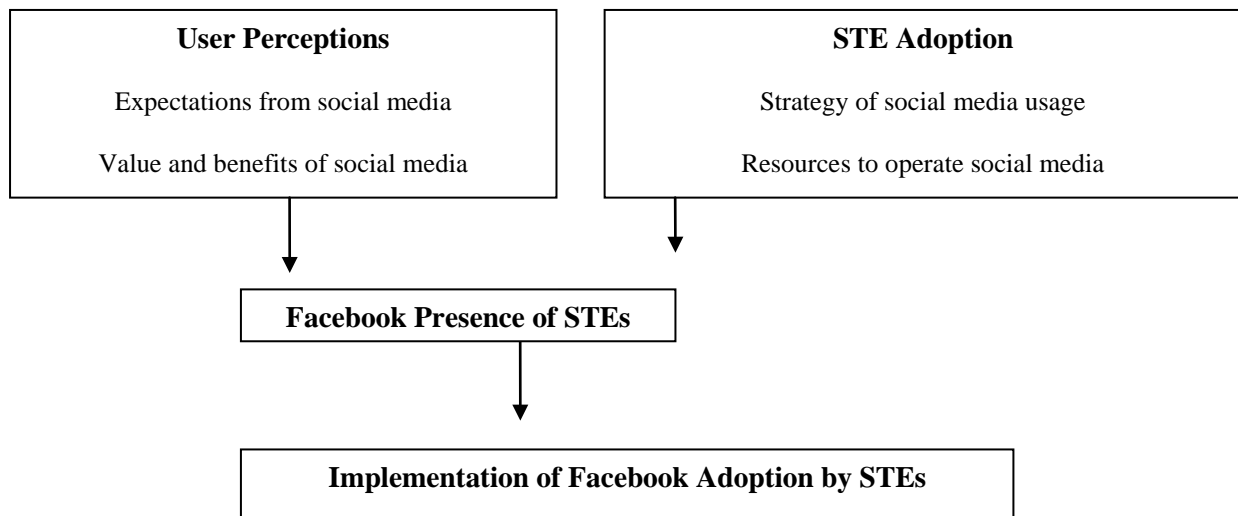 User Perceptions
Expectations from social media
Value and benefits of social media
STE Adoption
Strategy of social media usage
Resources to operate social media
Facebook Presence of STEs
Implementation of Facebook Adoption by STEs